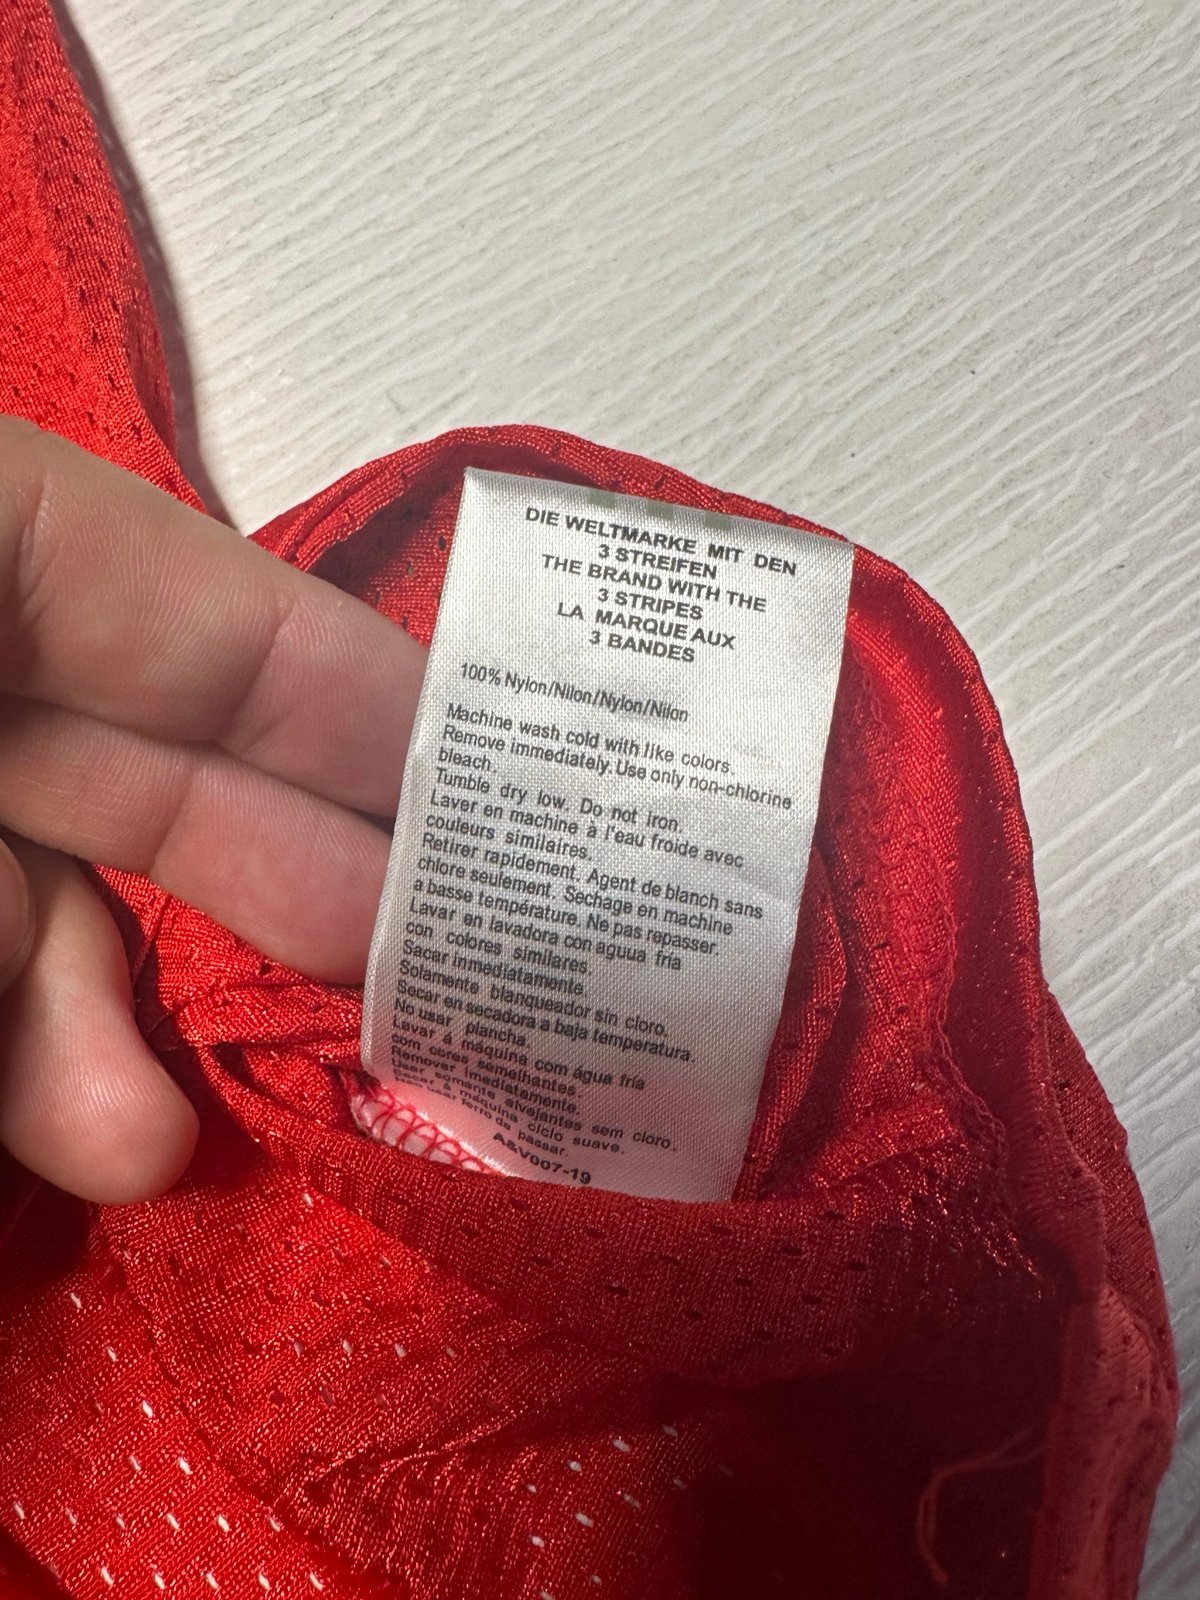 DIE WELTMARKE MIT DEN
3 STREIFEN
THE BRAND WITH THE
3 STRIPES
LA MARQUE AUX
3 BANDES
100% Nylon/Nilon/Nylon/Nilon
Machine wash cold with like colors.
Remove immediately. Use only non-chlorine
bleach.
Tumble dry low. Do not iron.
Laver en machine à l'eau froide avec
couleurs similaires.
Retirer rapidement. Agent de blanch sans
chlore seulement. Sechage en machine
a basse température. Ne pas repasser.
Lavar en lavadora con aguua fría
con colores similares.
Sacar inmediatamente
Solamente blanqueador sin cloro.
Secar en secadora a baja temperatura.
No usar plancha.
Lavar á máquina com água fria
com cores semelhantes
Remover imediatamente.
Usar somente alvejantes sem cloro.
Secar á máquina ciclo suave.
usar ferro de passar.
A&V007-19